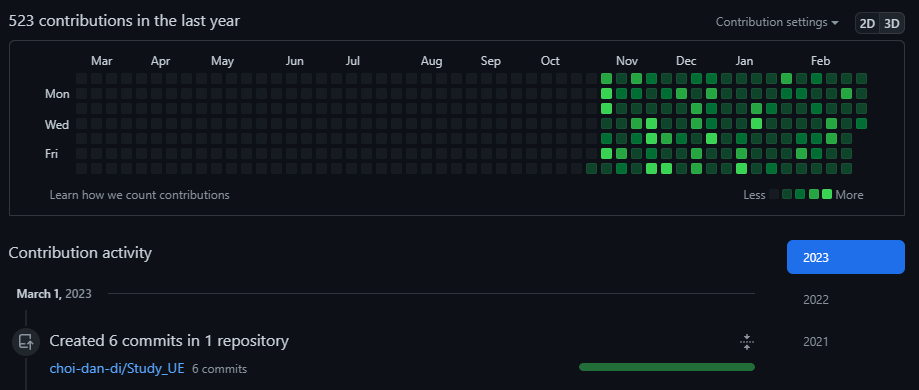 523 contributions in the last year
Contribution settings
2D 3D
Mar Apr May Jun Jul Aug Sep Oct Nov Dec Jan Feb
Mon
Wed
Fri
Learn how we count contributions
Less More
Contribution activity
2023
March 1, 2023
2022
Created 6 commits in 1 repository
2021
choi-dan-di/Study_UE 6 commits